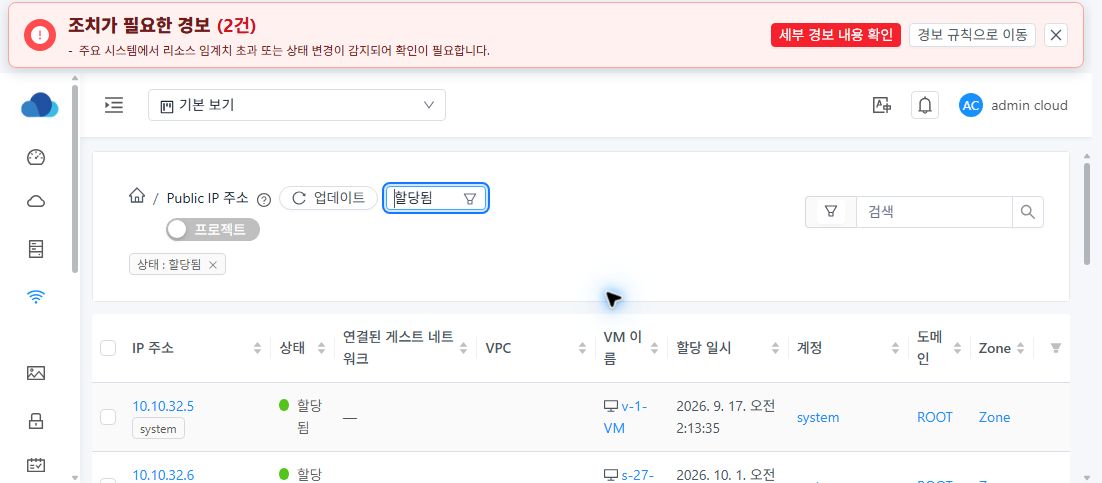 조치가 필요한 경보 (2건)
- 주요 시스템에서 리소스 임계치 초과 또는 상태 변경이 감지되어 확인이 필요합니다.
세부 경보 내용 확인
경보 규칙으로 이동
기본 보기
AC admin cloud
/ Public IP 주소
업데이트
할당됨
프로젝트
검색
상태 : 할당됨
IP 주소
상태
연결된 게스트 네트
워크
VPC
VM 이
름
할당 일시
계정
도메
인
Zone
10.10.32.5
system
할당
됨
—
v-1-
VM
2026. 9. 17. 오전
2:13:35
system
ROOT
Zone
10.10.32.6
할당
s-27-
2026. 10. 1. 오전